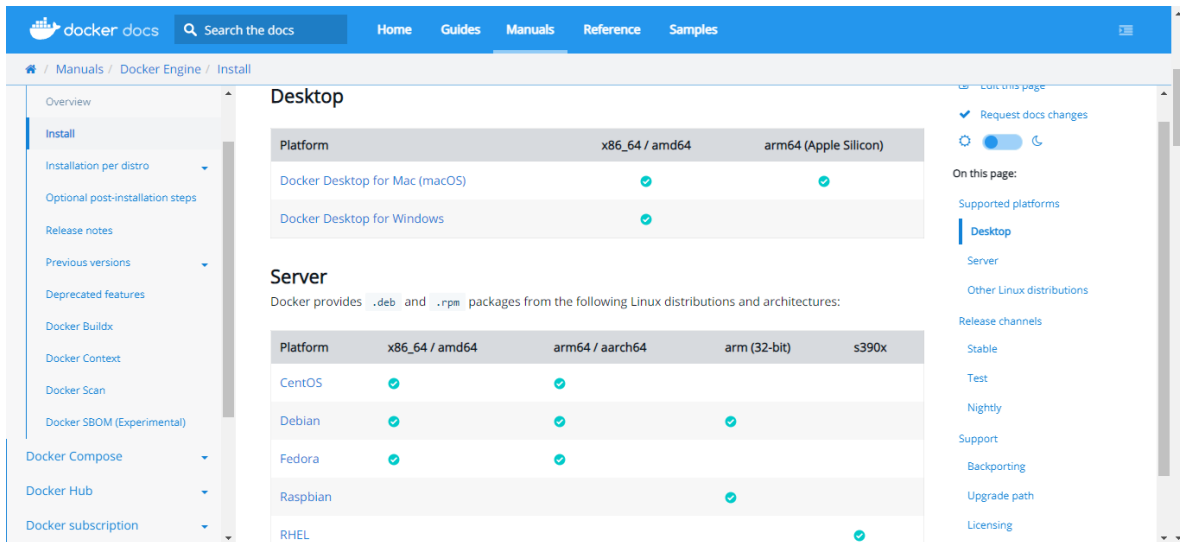 docker docs
Search the docs
Home Guides Manuals Reference Samples
/ Manuals / Docker Engine / Install
Overview
Install
Installation per distro
Optional post-installation steps
Release notes
Previous versions
Deprecated features
Docker Buildx
Docker Context
Docker Scan
Docker SBOM (Experimental)
Docker Compose
Docker Hub
Docker subscription
Desktop
Platform x86_64 / amd64 arm64 (Apple Silicon)
Docker Desktop for Mac (macOS)
Docker Desktop for Windows
Server
Docker provides .deb and .rpm packages from the following Linux distributions and architectures:
Platform x86_64 / amd64 arm64 / aarch64 arm (32-bit) s390x
CentOS
Debian
Fedora
Raspbian
RHEL
Edit this page
Request docs changes
On this page:
Supported platforms
Desktop
Server
Other Linux distributions
Release channels
Stable
Test
Nightly
Support
Backporting
Upgrade path
Licensing